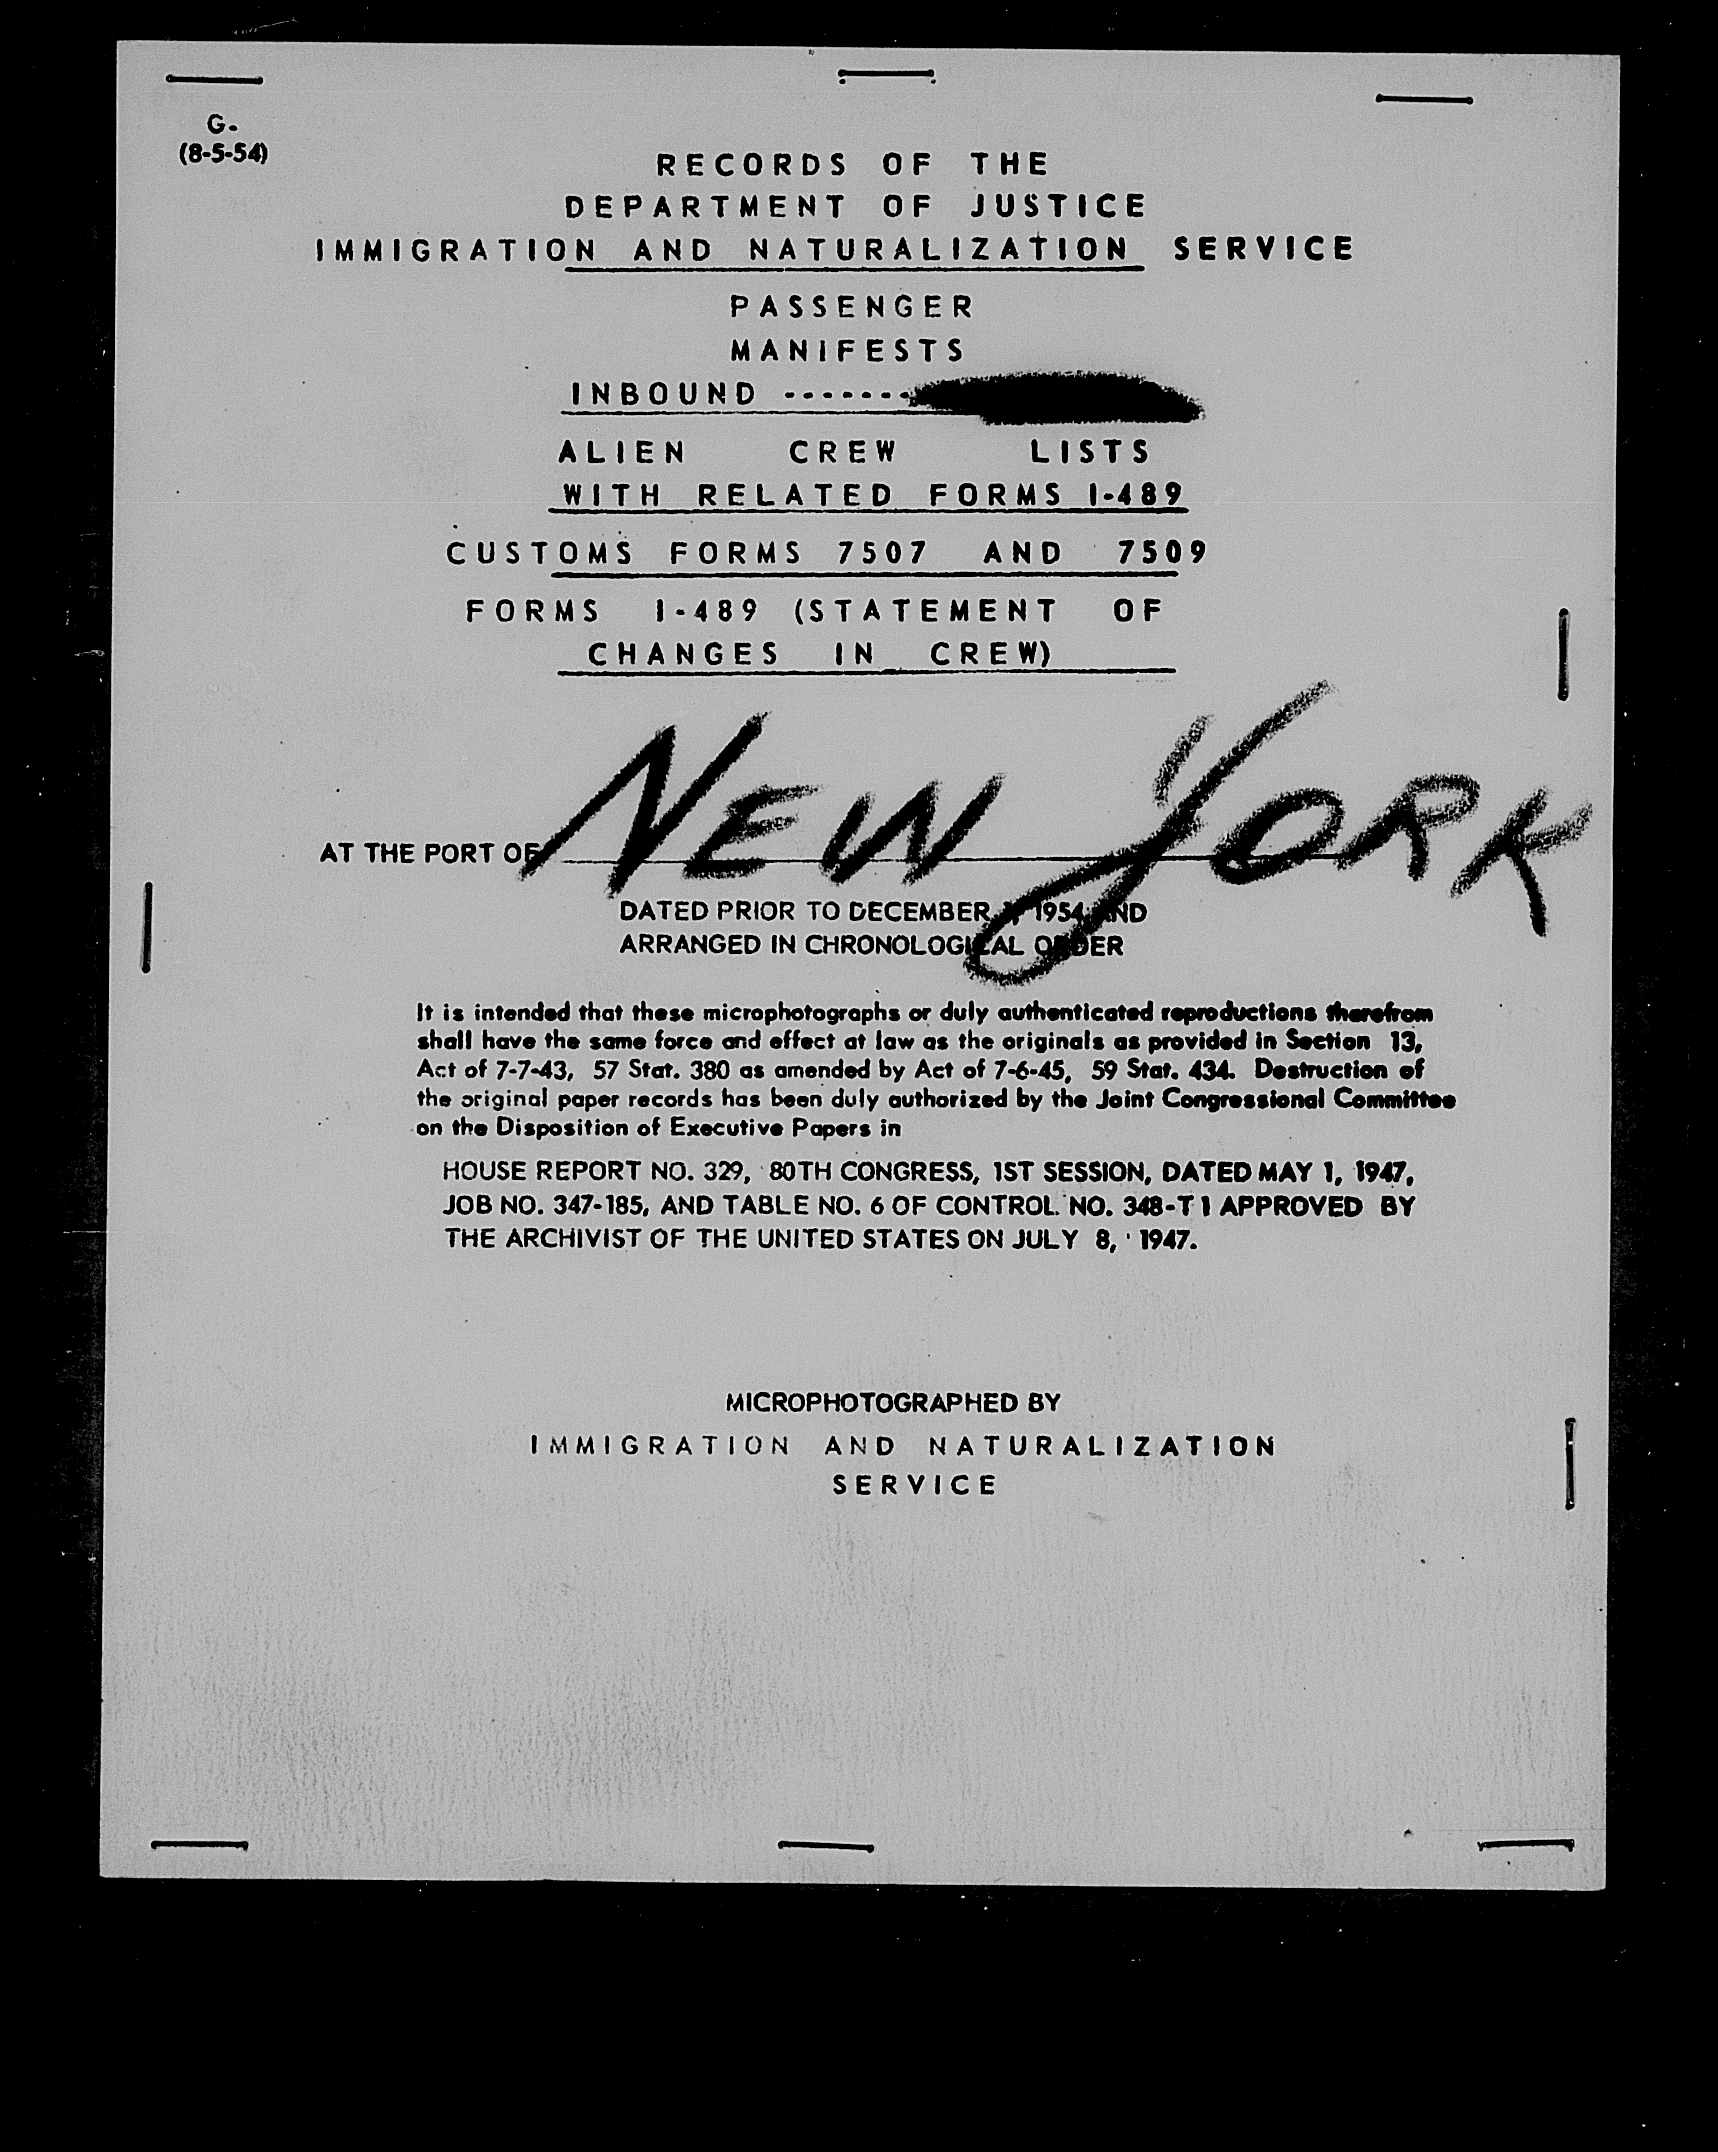 G-
(8-5-54)
RECORDS OF THE
DEPARTMENT OF JUSTICE
IMMIGRATION AND NATURALIZATION SERVICE
PASSENGER
MANIFESTS
INBOUND -------
ALIEN CREW LISTS
WITH RELATED FORMS I-489
CUSTOMS FORMS 7507 AND 7509
FORMS I-489 (STATEMENT OF
CHANGES IN CREW)
AT THE PORT OF NEW YORK
DATED PRIOR TO DECEMBER 1, 1954 AND
ARRANGED IN CHRONOLOGICAL ORDER
It is intended that these microphotographs or duly authenticated reproductions therefrom
shall have the same force and effect at law as the originals as provided in Section 13,
Act of 7-7-43, 57 Stat. 380 as amended by Act of 7-6-45, 59 Stat. 434. Destruction of
the original paper records has been duly authorized by the Joint Congressional Committee
on the Disposition of Executive Papers in
HOUSE REPORT NO. 329, 80TH CONGRESS, 1ST SESSION, DATED MAY 1, 1947,
JOB NO. 347-185, AND TABLE NO. 6 OF CONTROL NO. 348-T1 APPROVED BY
THE ARCHIVIST OF THE UNITED STATES ON JULY 8, 1947.
MICROPHOTOGRAPHED BY
IMMIGRATION AND NATURALIZATION
SERVICE